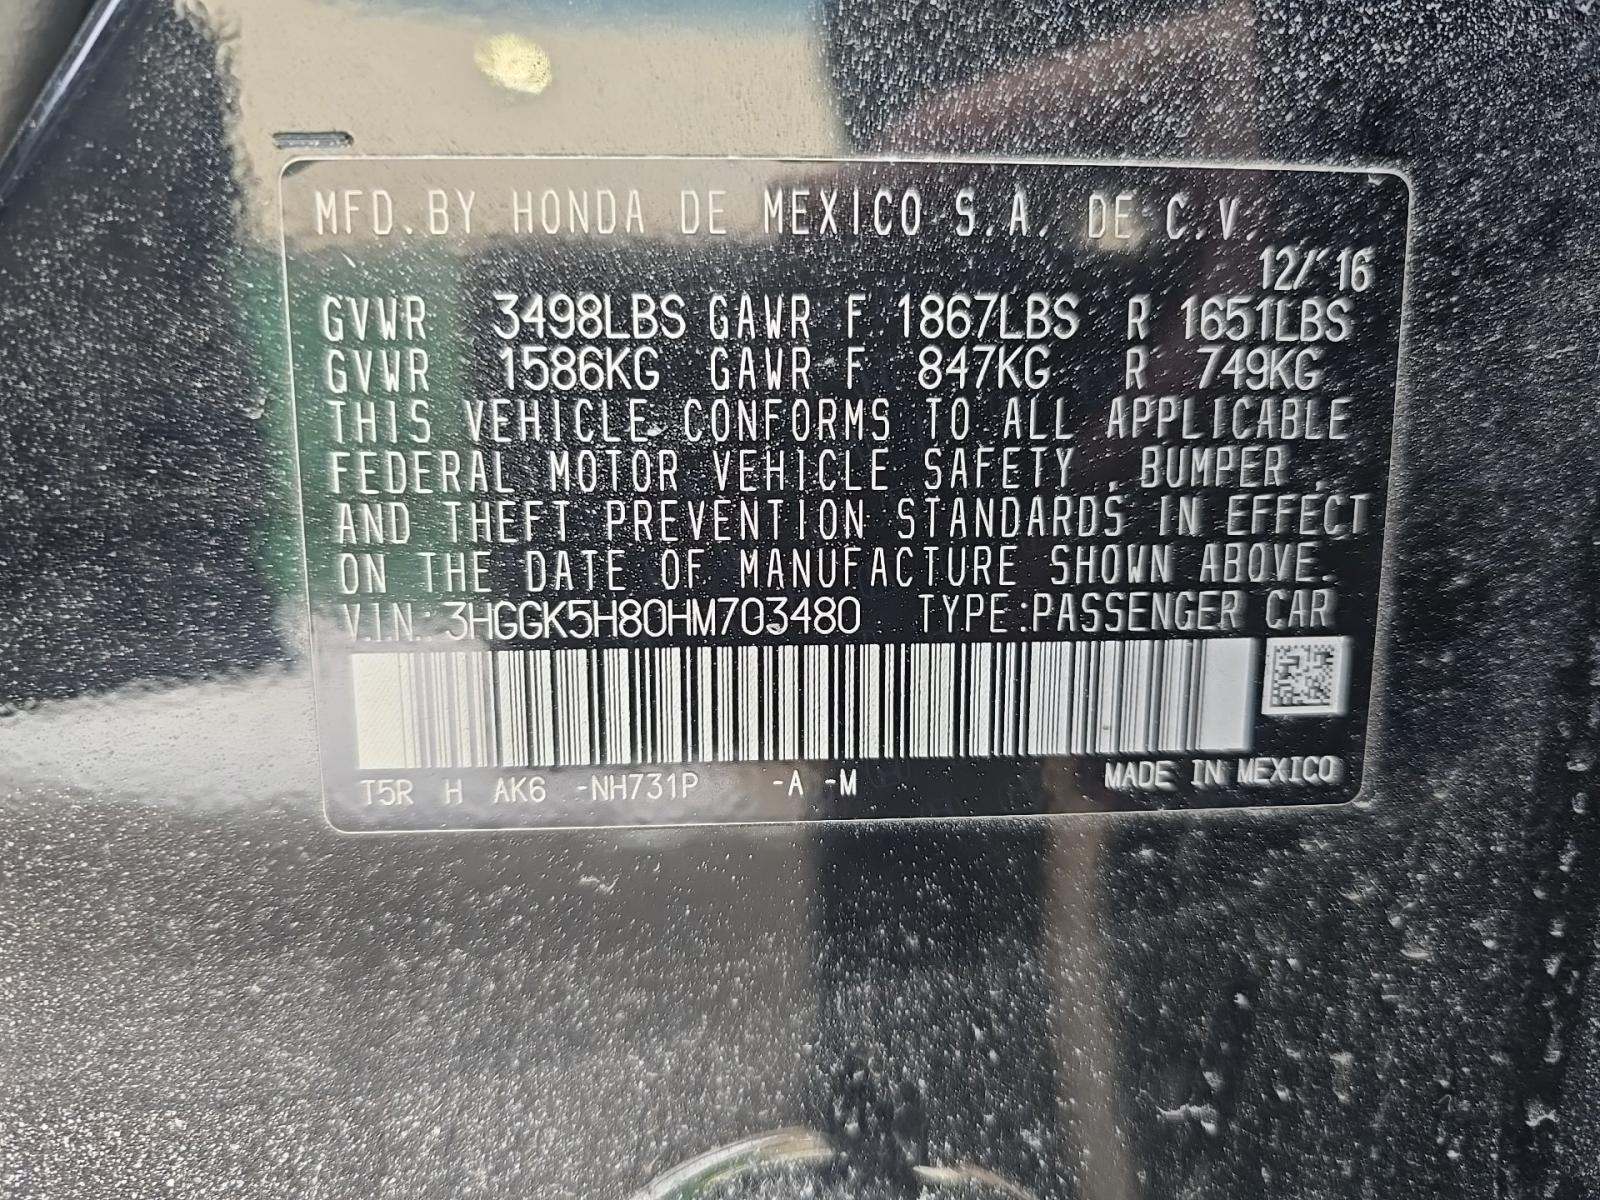 MFD.BY HONDA DE MEXICO S.A. DE C.V.
12/'16
GVWR 3498LBS GAWR F 1867LBS R 1651LBS
GVWR 1586KG GAWR F 847KG R 749KG
THIS VEHICLE CONFORMS TO ALL APPLICABLE
FEDERAL MOTOR VEHICLE SAFETY , BUMPER ,
AND THEFT PREVENTION STANDARDS IN EFFECT
ON THE DATE OF MANUFACTURE SHOWN ABOVE.
V.I.N.: 3HGGK5H80HM703480 TYPE:PASSENGER CAR
T5R H AK6 -NH731P -A -M MADE IN MEXICO